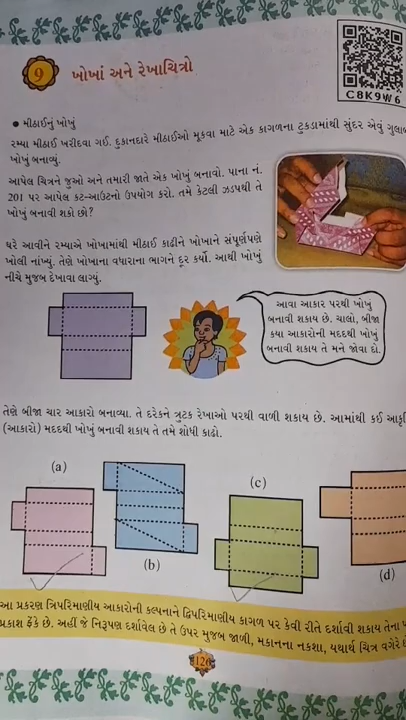 9
ખોખાં અને રેખાચિત્રો
C8K9W6
• મીઠાઈનું ખોખું
રમ્યા મીઠાઈ ખરીદવા ગઈ. દુકાનદારે મીઠાઈઓ મૂકવા માટે એક કાગળના ટુકડામાંથી સુંદર એવું
ખોખું બનાવ્યું.
આપેલ ચિત્રને જુઓ અને તમારી જાતે એક ખોખું બનાવો. પાના નં.
201 પર આપેલ કટ-આઉટનો ઉપયોગ કરો. તમે કેટલી ઝડપથી તે
ખોખું બનાવી શકો છો?
ઘરે આવીને રમ્યાએ ખોખામાંથી મીઠાઈ કાઢીને ખોખાને સંપૂર્ણપણે
ખોલી નાંખ્યું. તેણે ખોખાના વધારાના ભાગને દૂર કર્યો. આથી ખોખું
નીચે મુજબ દેખાવા લાગ્યું.
આવા આકાર પરથી ખોખું
બનાવી શકાય છે. ચાલો, બીજા
કયા આકારોની મદદથી ખોખું
બનાવી શકાય તે મને જોવા દો.
તેણે બીજા ચાર આકારો બનાવ્યા. તે દરેકને ત્રુટક રેખાઓ પરથી વાળી શકાય છે. આમાંથી કઈ
(આકારો) મદદથી ખોખું બનાવી શકાય તે તમે શોધી કાઢો.
(a)
(b)
(c)
(d)
આ પ્રકરણ ત્રિપરિમાણીય આકારોની કલ્પનાને દ્વિપરિમાણીય કાગળ પર કેવી રીતે દર્શાવી શકાય તેના
પ્રકાશ ફેંકે છે. અહીં જે નિરૂપણ દર્શાવેલ છે તે ઉપર મુજબ જાળી, મકાનના નકશા, યથાર્થ ચિત્ર વગેરે
126